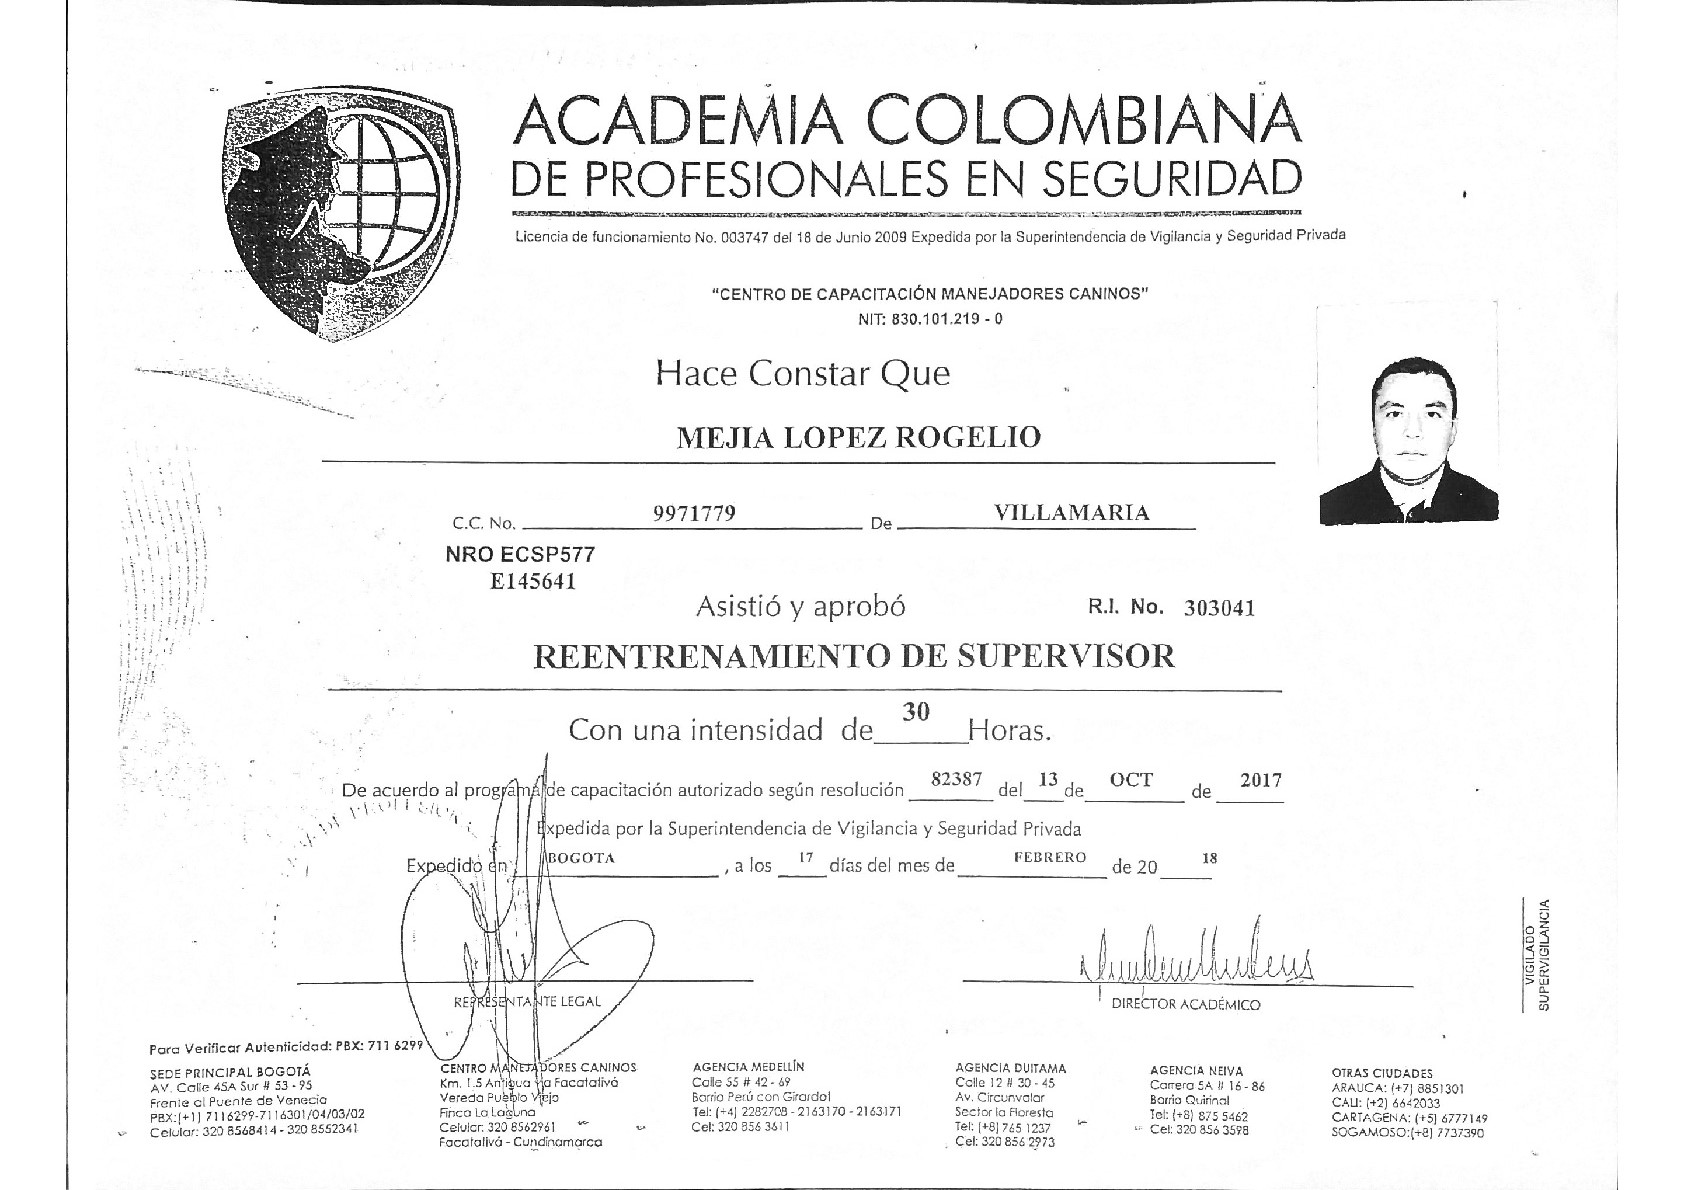 ACADEMIA COLOMBIANA
DE PROFESIONALES EN SEGURIDAD
Licencia de funcionamiento No. 003747 del 18 de Junio 2009 Expedida por la Superintendencia de Vigilancia y Seguridad Privada
"CENTRO DE CAPACITACIÓN MANEJADORES CANINOS"
NIT: 830.101.219 - 0
Hace Constar Que
MEJIA LOPEZ ROGELIO
C.C. No. 9971779 De VILLAMARIA
NRO ECSP577
E145641
Asistió y aprobó R.I. No. 303041
REENTRENAMIENTO DE SUPERVISOR
Con una intensidad de 30 Horas.
De acuerdo al programa de capacitación autorizado según resolución 82387 del 13 de OCT de 2017
Expedida por la Superintendencia de Vigilancia y Seguridad Privada
Expedido en BOGOTA, a los 17 días del mes de FEBRERO de 20 18
REPRESENTANTE LEGAL
DIRECTOR ACADÉMICO
VIGILADO
SUPERVIGILANCIA
Para Verificar Autenticidad: PBX: 711 6299
SEDE PRINCIPAL BOGOTÁ
AV. Calle 45A Sur # 53 - 95
Frente al Puente de Venecia
PBX:(+1) 7116299-7116301/04/03/02
Celular: 320 8568414 - 320 8552341
CENTRO MANEJADORES CANINOS
Km. 1.5 Antigua Vía Facatativá
Vereda Pueblo Viejo
Finca La Laguna
Celular: 320 8562961
Facatativá - Cundinamarca
AGENCIA MEDELLÍN
Calle 55 # 42 - 69
Barrio Perú con Girardot
Tel: (+4) 2282708 - 2163170 - 2163171
Cel: 320 856 3611
AGENCIA DUITAMA
Calle 12 # 30 - 45
Av. Circunvalar
Sector la Floresta
Tel: (+8) 765 1237
Cel: 320 856 2973
AGENCIA NEIVA
Carrera 5A # 16 - 86
Barrio Quirinal
Tel: (+8) 875 5462
Cel: 320 856 3598
OTRAS CIUDADES
ARAUCA: (+7) 8851301
CALI: (+2) 6642033
CARTAGENA: (+5) 6777149
SOGAMOSO:(+8) 7737390